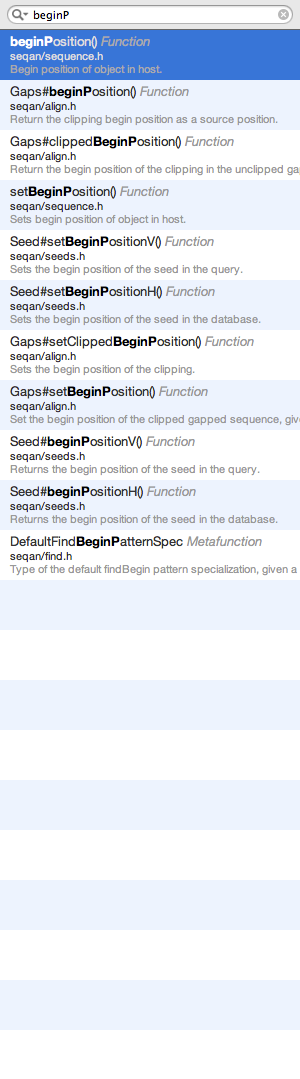 beginP
beginPosition() Function
seqan/sequence.h
Begin position of object in host.
Gaps#beginPosition() Function
seqan/align.h
Return the clipping begin position as a source position.
Gaps#clippedBeginPosition() Function
seqan/align.h
Return the begin position of the clipping in the unclipped ga
setBeginPosition() Function
seqan/sequence.h
Sets begin position of object in host.
Seed#setBeginPositionV() Function
seqan/seeds.h
Sets the begin position of the seed in the query.
Seed#setBeginPositionH() Function
seqan/seeds.h
Sets the begin position of the seed in the database.
Gaps#setClippedBeginPosition() Function
seqan/align.h
Sets the begin position of the clipping.
Gaps#setBeginPosition() Function
seqan/align.h
Set the begin position of the clipped gapped sequence, give
Seed#beginPositionV() Function
seqan/seeds.h
Returns the begin position of the seed in the query.
Seed#beginPositionH() Function
seqan/seeds.h
Returns the begin position of the seed in the database.
DefaultFindBeginPatternSpec Metafunction
seqan/find.h
Type of the default findBegin pattern specialization, given a